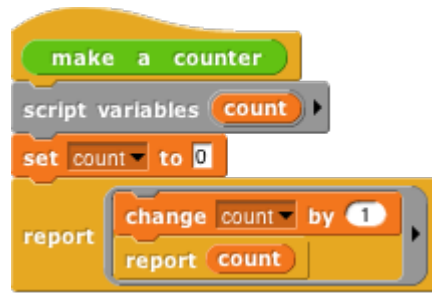 make a counter
script variables count
set count to 0
change count by 1
report
report count